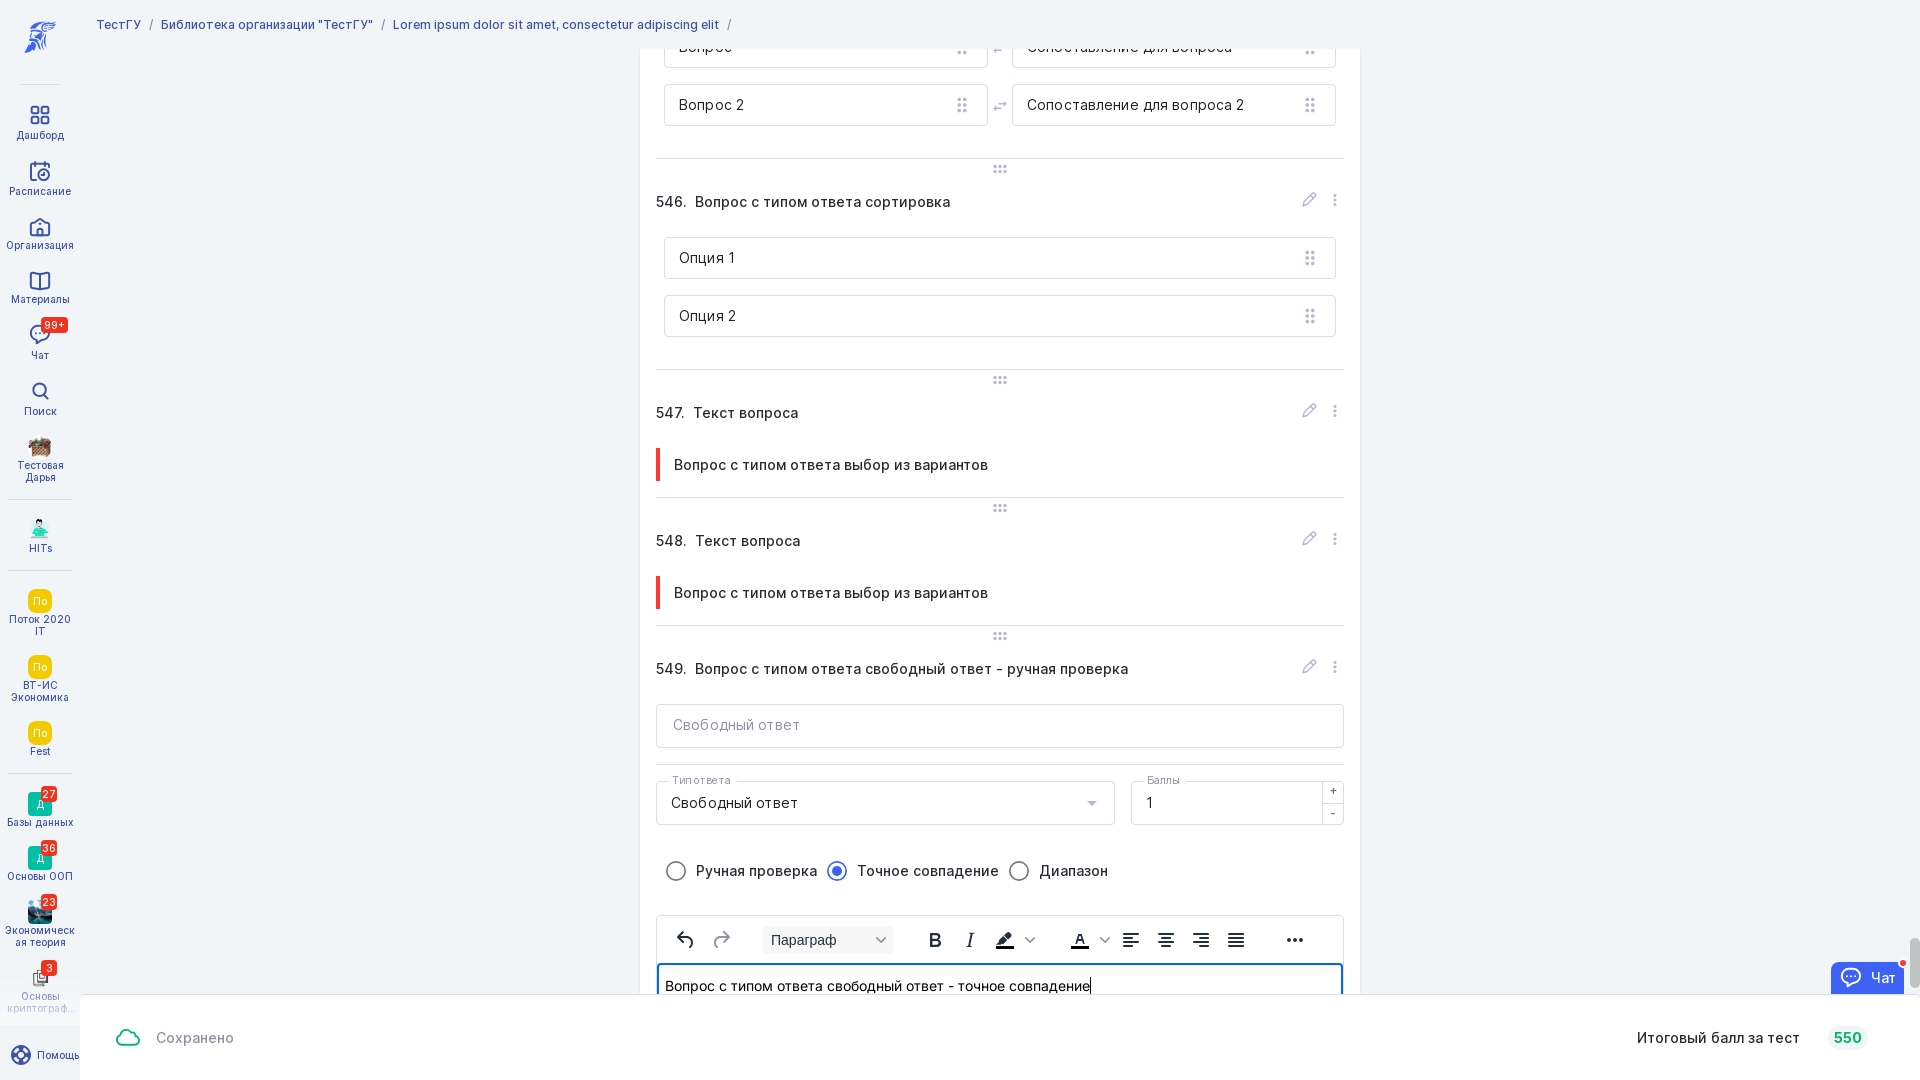 ТестГУ / Библиотека организации "ТестГУ" / Lorem ipsum dolor sit amet, consectetur adipiscing elit /
Дашборд
Расписание
Организация
Материалы
99+
Чат
Поиск
Тестовая
Дарья
HITs
По
Поток 2020
IT
По
ВТ-ИС
Экономика
По
Fest
27
Д
Базы данных
36
Д
Основы ООП
23
Экономическ
ая теория
3
Основы
криптограф...
Помощь
Вопрос
Сопоставление для вопроса
Вопрос 2
Сопоставление для вопроса 2
546. Вопрос с типом ответа сортировка
Опция 1
Опция 2
547. Текст вопроса
Вопрос с типом ответа выбор из вариантов
548. Текст вопроса
Вопрос с типом ответа выбор из вариантов
549. Вопрос с типом ответа свободный ответ - ручная проверка
Свободный ответ
Тип ответа
Свободный ответ
Баллы
1
+
-
Ручная проверка
Точное совпадение
Диапазон
Параграф
Вопрос с типом ответа свободный ответ - точное совпадение
Чат
Сохранено
Итоговый балл за тест 550